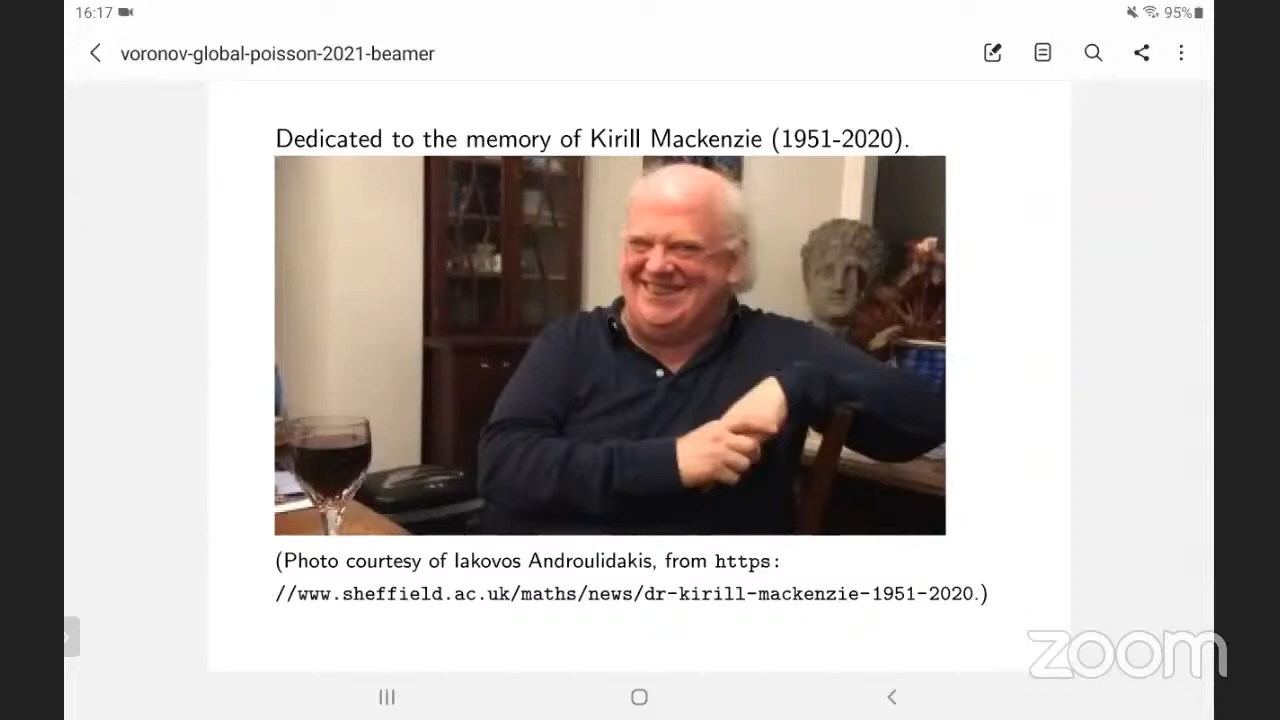 16:17
95%
voronov-global-poisson-2021-beamer
Dedicated to the memory of Kirill Mackenzie (1951-2020).
(Photo courtesy of Iakovos Androulidakis, from https:
//www.sheffield.ac.uk/maths/news/dr-kirill-mackenzie-1951-2020.)
zoom